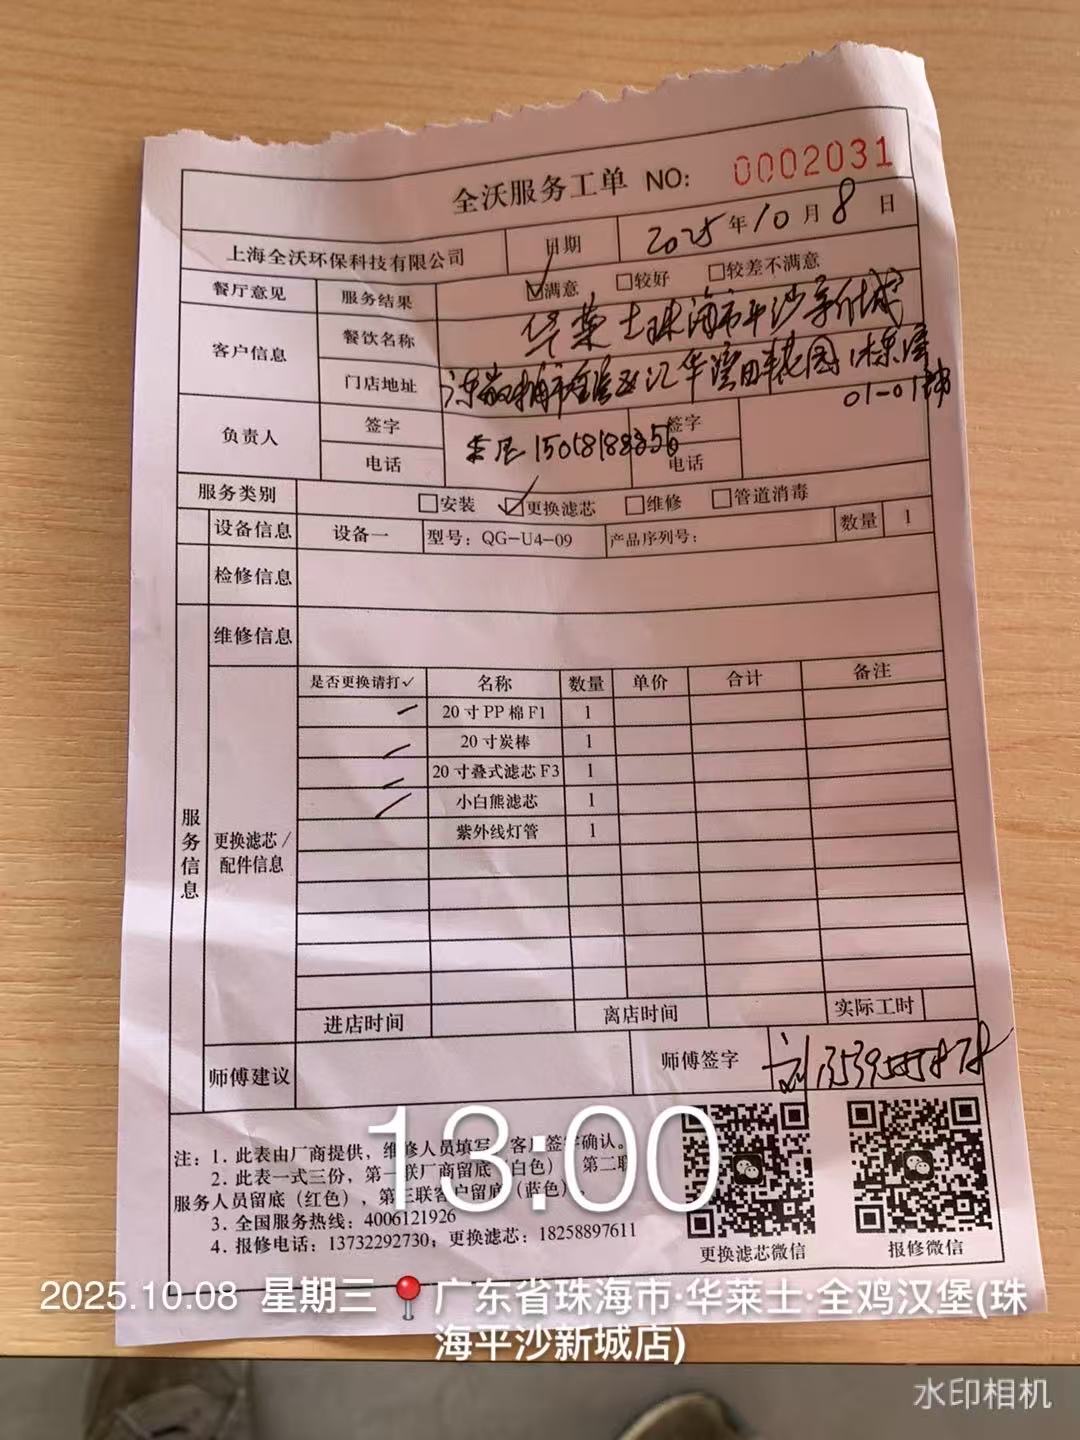 全沃服务工单 NO: 0002031
上海全沃环保科技有限公司 日期 2025年10月8日
餐厅意见 服务结果 ☑满意 □较好 □较差不满意
客户信息 餐饮名称 华莱士珠海市平沙新城
门店地址 华
01-01
负责人 签字 签字
电话 电话
服务类别 □安装 ☑更换滤芯 □维修 □管道消毒
设备信息 设备一 型号：QG-U4-09 产品序列号： 数量 1
检修信息
维修信息
服务信息
更换滤芯/配件信息
是否更换请打✓ 名称 数量 单价 合计 备注
20寸PP棉F1 1
20寸炭棒 1
20寸叠式滤芯F3 1
小白熊滤芯 1
紫外线灯管 1
进店时间 离店时间 实际工时
师傅建议 师傅签字 刘
注：1. 此表由厂商提供，维修人员填写，客户签字确认。
2. 此表一式三份，第一联厂商留底（白色），第二联
服务人员留底（红色），第三联客户留底（蓝色）。
3. 全国服务热线：4006121926
4. 报修电话：13732292730；更换滤芯：18258897611
更换滤芯微信 报修微信
13:00
2025.10.08 星期三 广东省珠海市·华莱士·全鸡汉堡(珠
海平沙新城店)
水印相机